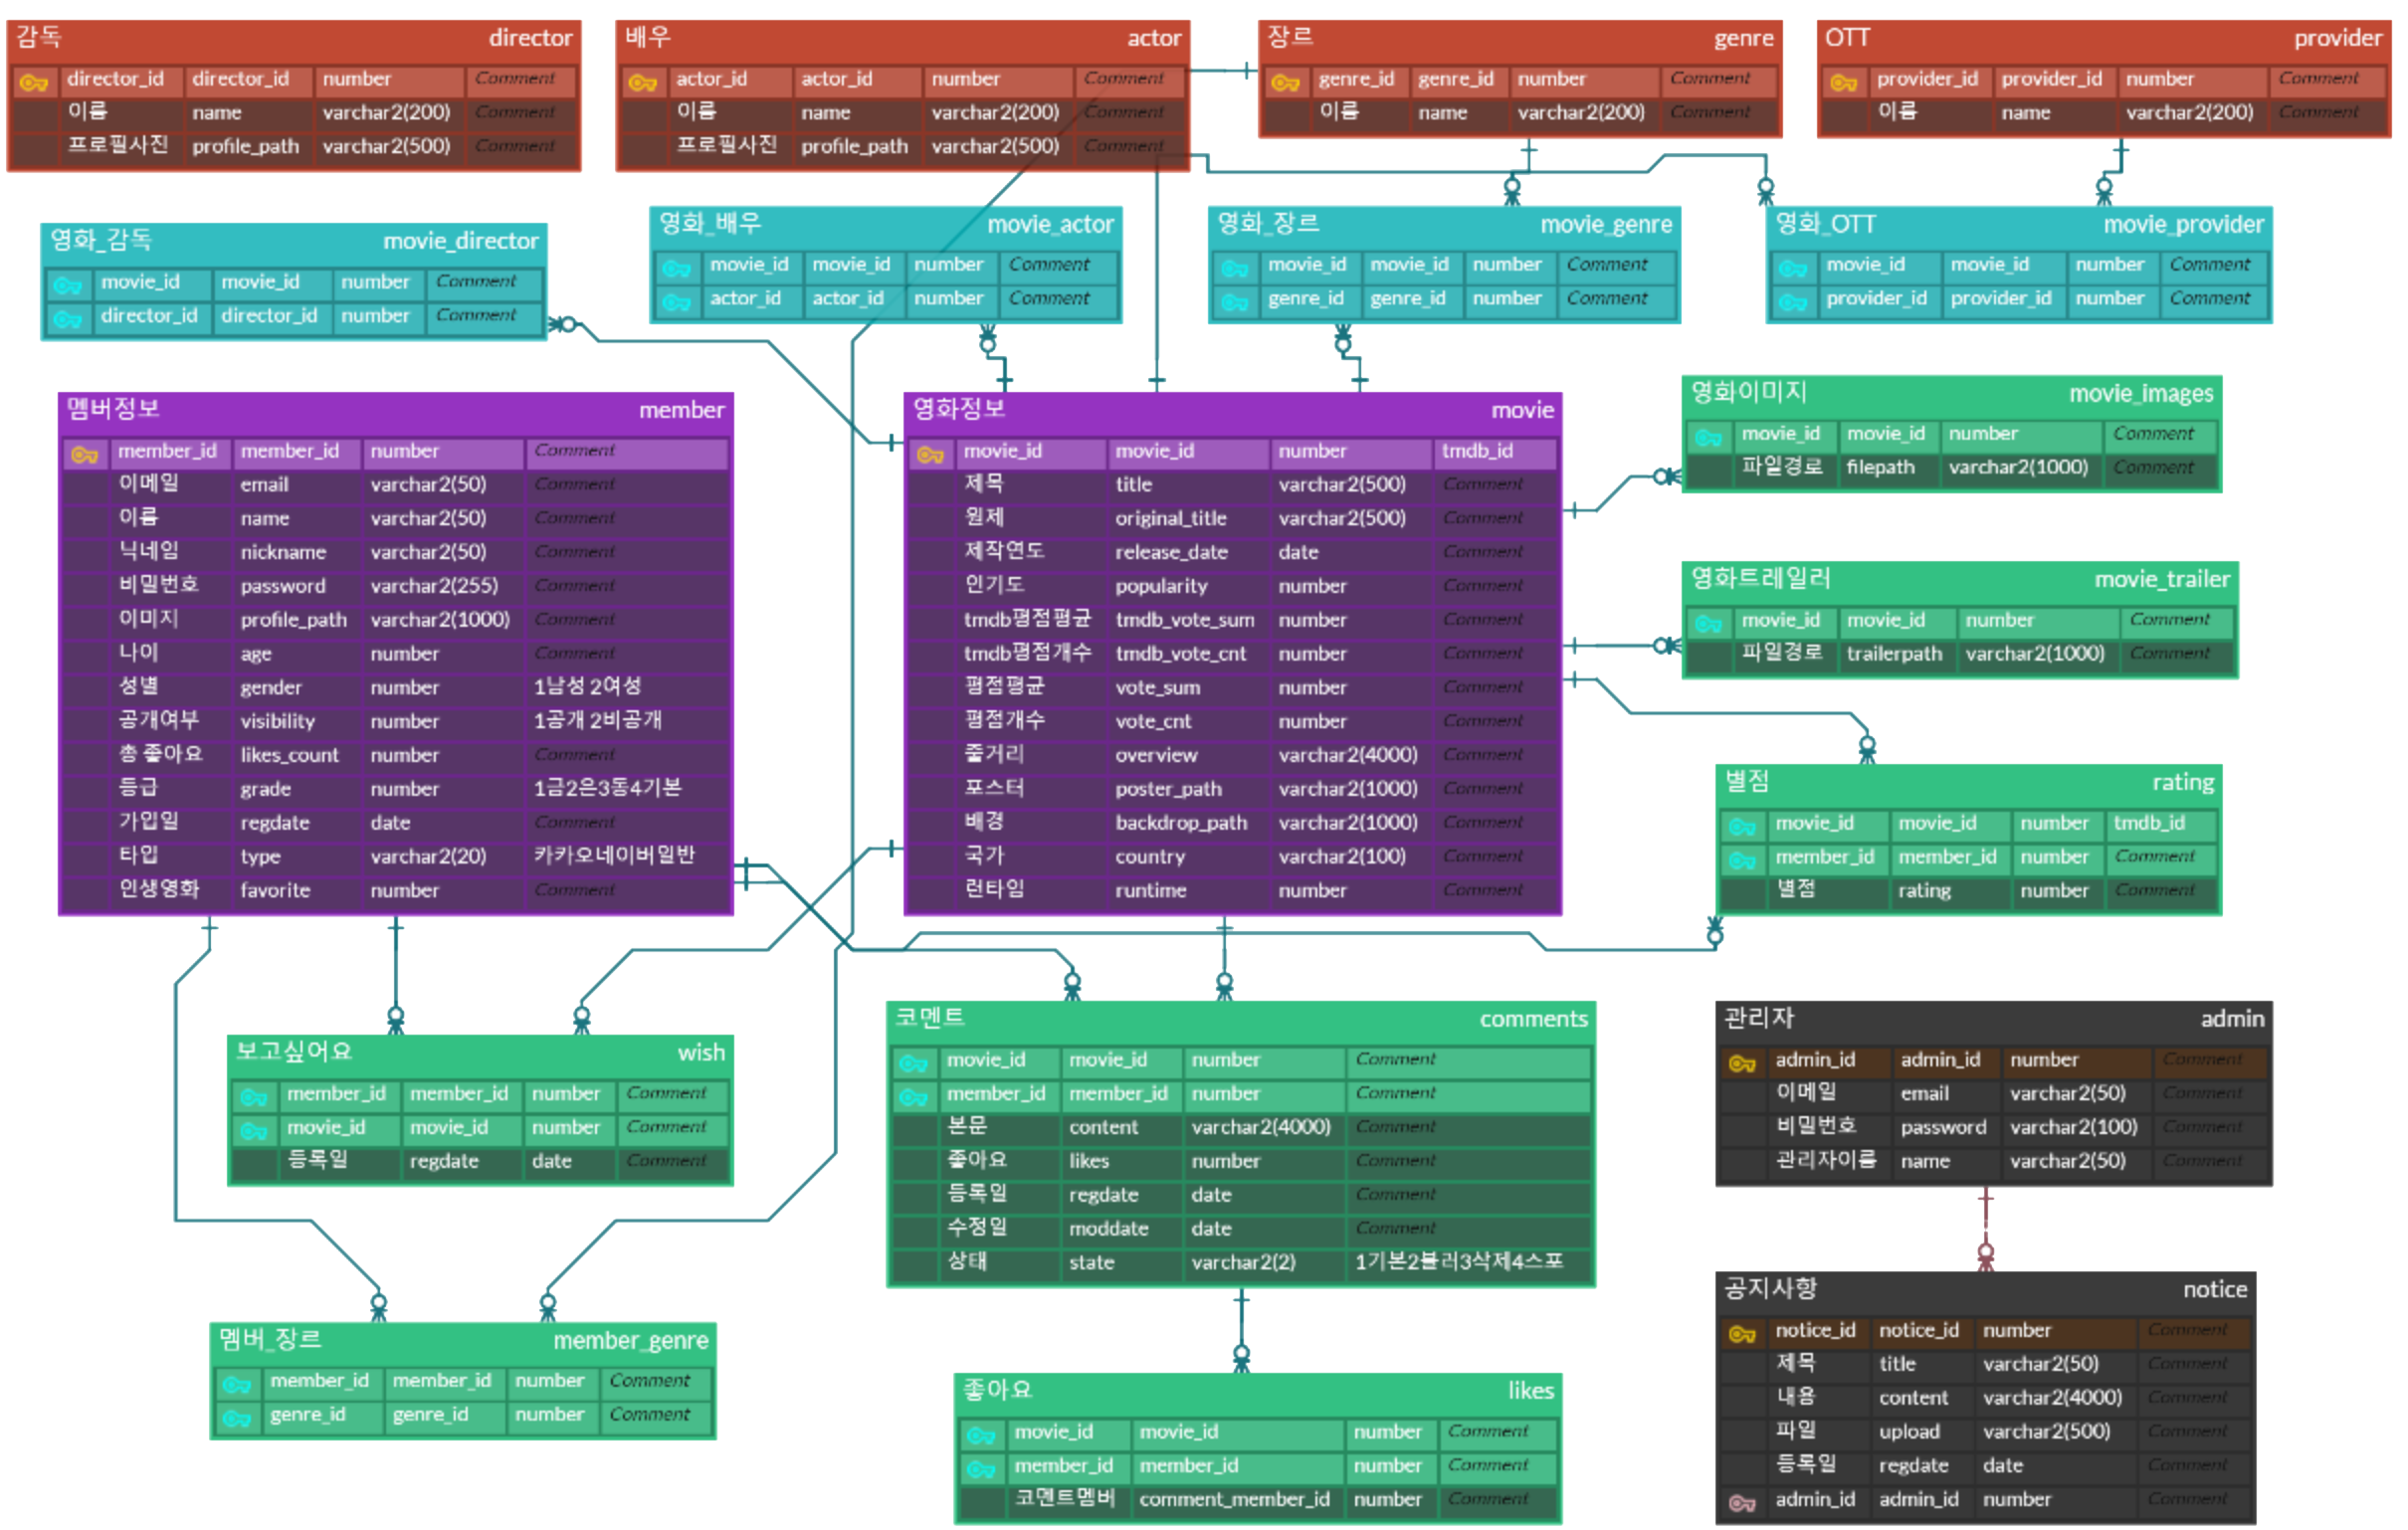 감독 director
director_id director_id number Comment
이름 name varchar2(200) Comment
프로필사진 profile_path varchar2(500) Comment
배우 actor
actor_id actor_id number Comment
이름 name varchar2(200) Comment
프로필사진 profile_path varchar2(500) Comment
장르 genre
genre_id genre_id number Comment
이름 name varchar2(200) Comment
OTT provider
provider_id provider_id number Comment
이름 name varchar2(200) Comment
영화_감독 movie_director
movie_id movie_id number Comment
director_id director_id number Comment
영화_배우 movie_actor
movie_id movie_id number Comment
actor_id actor_id number Comment
영화_장르 movie_genre
movie_id movie_id number Comment
genre_id genre_id number Comment
영화_OTT movie_provider
movie_id movie_id number Comment
provider_id provider_id number Comment
멤버정보 member
member_id member_id number Comment
이메일 email varchar2(50) Comment
이름 name varchar2(50) Comment
닉네임 nickname varchar2(50) Comment
비밀번호 password varchar2(255) Comment
이미지 profile_path varchar2(1000) Comment
나이 age number Comment
성별 gender number 1남성 2여성
공개여부 visibility number 1공개 2비공개
총 좋아요 likes_count number Comment
등급 grade number 1금2은3동4기본
가입일 regdate date Comment
타입 type varchar2(20) 카카오네이버일반
인생영화 favorite number Comment
영화정보 movie
movie_id movie_id number tmdb_id
제목 title varchar2(500) Comment
원제 original_title varchar2(500) Comment
제작연도 release_date date Comment
인기도 popularity number Comment
tmdb평점평균 tmdb_vote_sum number Comment
tmdb평점개수 tmdb_vote_cnt number Comment
평점평균 vote_sum number Comment
평점개수 vote_cnt number Comment
줄거리 overview varchar2(4000) Comment
포스터 poster_path varchar2(1000) Comment
배경 backdrop_path varchar2(1000) Comment
국가 country varchar2(100) Comment
런타임 runtime number Comment
영화이미지 movie_images
movie_id movie_id number Comment
파일경로 filepath varchar2(1000) Comment
영화트레일러 movie_trailer
movie_id movie_id number Comment
파일경로 trailerpath varchar2(1000) Comment
별점 rating
movie_id movie_id number tmdb_id
member_id member_id number Comment
별점 rating number Comment
보고싶어요 wish
member_id member_id number Comment
movie_id movie_id number Comment
등록일 regdate date Comment
코멘트 comments
movie_id movie_id number Comment
member_id member_id number Comment
본문 content varchar2(4000) Comment
좋아요 likes number Comment
등록일 regdate date Comment
수정일 moddate date Comment
상태 state varchar2(2) 1기본2블러3삭제4스포
관리자 admin
admin_id admin_id number Comment
이메일 email varchar2(50) Comment
비밀번호 password varchar2(100) Comment
관리자이름 name varchar2(50) Comment
멤버_장르 member_genre
member_id member_id number Comment
genre_id genre_id number Comment
좋아요 likes
movie_id movie_id number Comment
member_id member_id number Comment
코멘트멤버 comment_member_id number Comment
공지사항 notice
notice_id notice_id number Comment
제목 title varchar2(50) Comment
내용 content varchar2(4000) Comment
파일 upload varchar2(500) Comment
등록일 regdate date Comment
admin_id admin_id number Comment